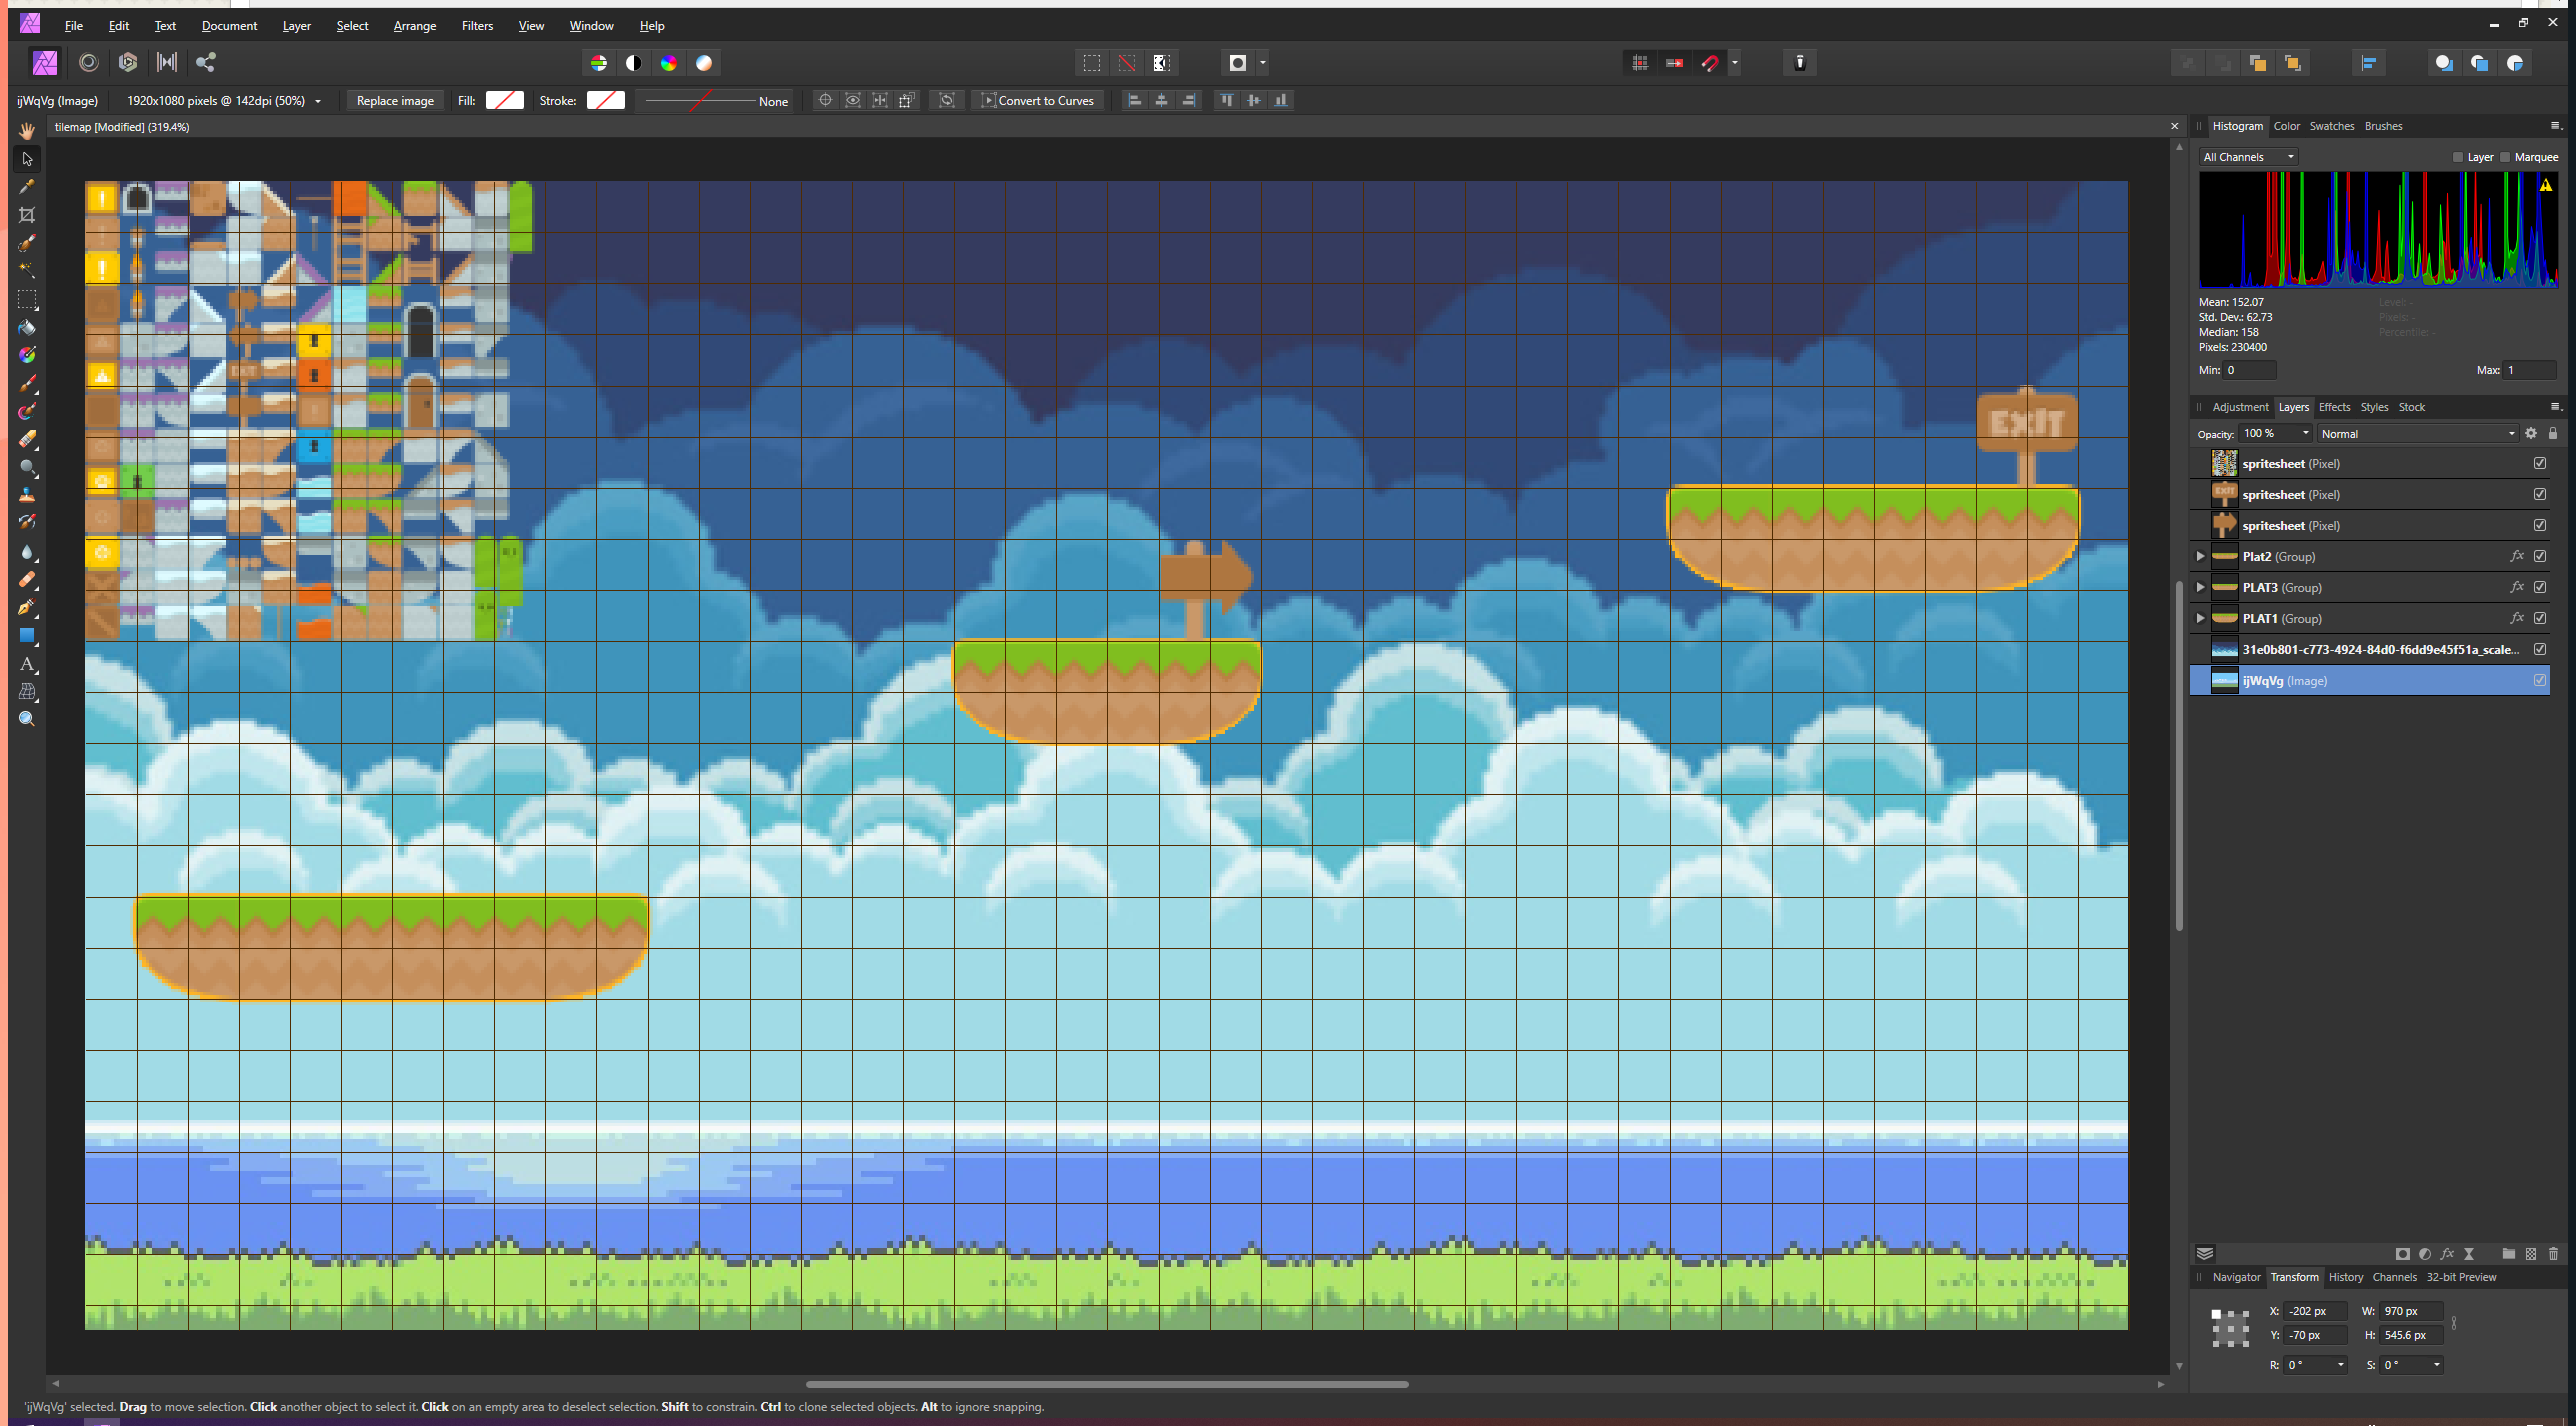 File Edit Text Document Layer Select Arrange Filters View Window Help
ijWqVg (Image) 1920x1080 pixels @ 142dpi (50%) Replace image Fill: Stroke: None Convert to Curves
tilemap [Modified] (319.4%)
Histogram Color Swatches Brushes
All Channels Layer Marquee
Mean: 152.07 Level: -
Std. Dev.: 62.73 Pixels: -
Median: 158 Percentile: -
Pixels: 230400
Min: 0 Max: 1
Adjustment Layers Effects Styles Stock
Opacity: 100 % Normal
spritesheet (Pixel)
spritesheet (Pixel)
spritesheet (Pixel)
Plat2 (Group)
PLAT3 (Group)
PLAT1 (Group)
31e0b801-c773-4924-84d0-f6dd9e45f51a_scale...
ijWqVg (Image)
EXIT
EXIT
Navigator Transform History Channels 32-bit Preview
X: -202 px W: 970 px
Y: -70 px H: 545.6 px
R: 0 ° S: 0 °
'ijWqVg' selected. Drag to move selection. Click another object to select it. Click on an empty area to deselect selection. Shift to constrain. Ctrl to clone selected objects. Alt to ignore snapping.